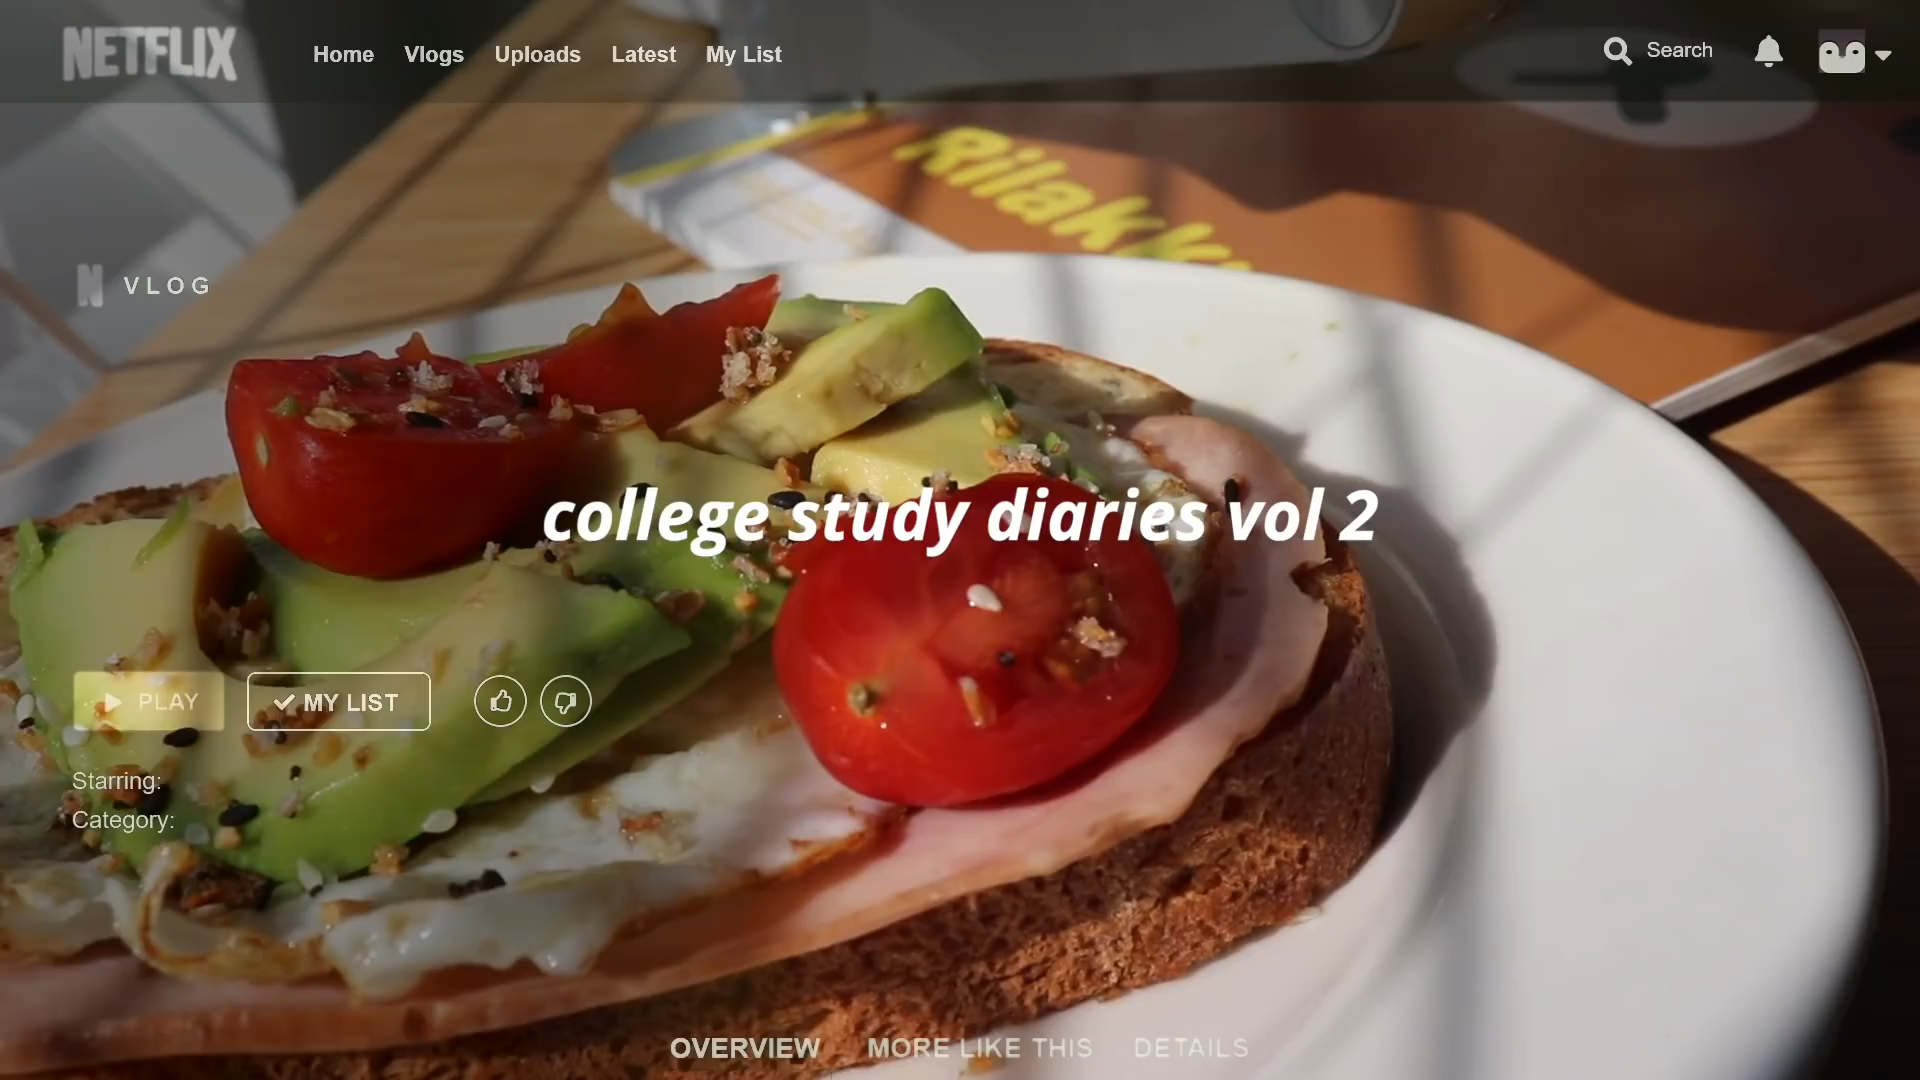 NETFLIX
Home Vlogs Uploads Latest My List Search
Rilakk
N VLOG
college study diaries vol 2
PLAY MY LIST
Starring:
Category:
OVERVIEW MORE LIKE THIS DETAILS